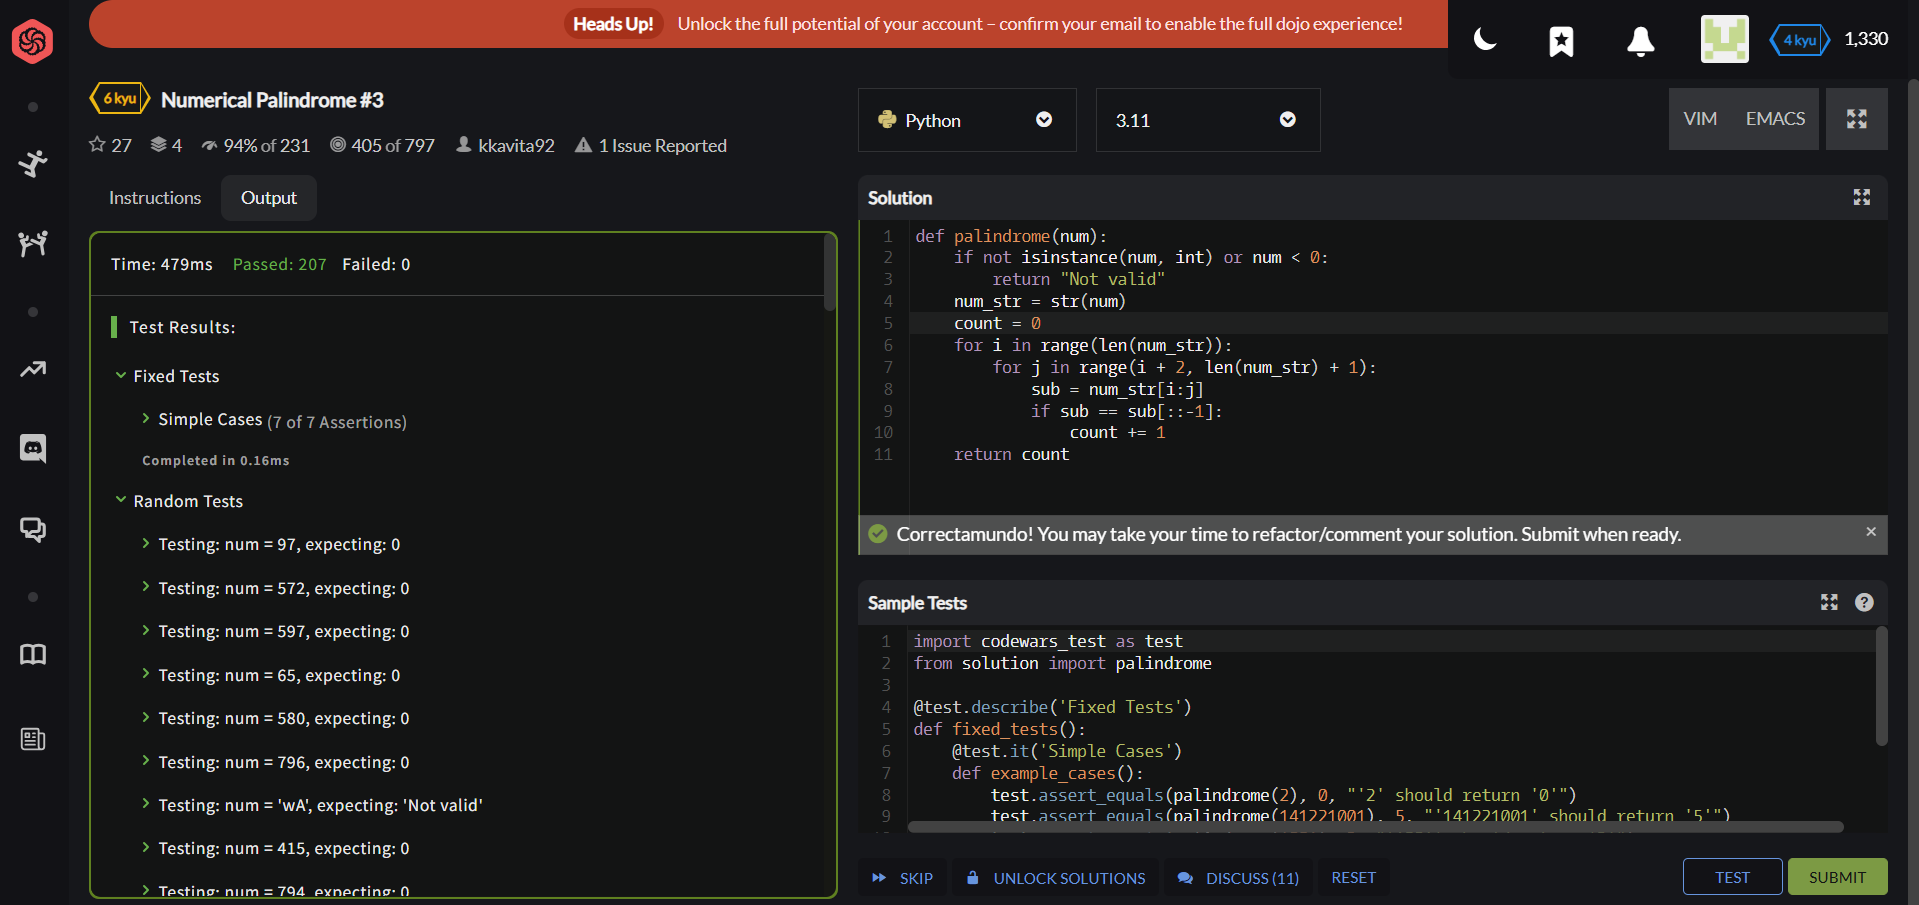 Heads Up! Unlock the full potential of your account – confirm your email to enable the full dojo experience!
4 kyu 1,330
6 kyu Numerical Palindrome #3
27 4 94% of 231 405 of 797 kkavita92 1 Issue Reported
Instructions Output
Time: 479ms Passed: 207 Failed: 0
Test Results:
Fixed Tests
Simple Cases (7 of 7 Assertions)
Completed in 0.16ms
Random Tests
Testing: num = 97, expecting: 0
Testing: num = 572, expecting: 0
Testing: num = 597, expecting: 0
Testing: num = 65, expecting: 0
Testing: num = 580, expecting: 0
Testing: num = 796, expecting: 0
Testing: num = 'wA', expecting: 'Not valid'
Testing: num = 415, expecting: 0
Testing: num = 794, expecting: 0
Python 3.11 VIM EMACS
Solution
1 def palindrome(num):
2     if not isinstance(num, int) or num < 0:
3         return "Not valid"
4     num_str = str(num)
5     count = 0
6     for i in range(len(num_str)):
7         for j in range(i + 2, len(num_str) + 1):
8             sub = num_str[i:j]
9             if sub == sub[::-1]:
10                 count += 1
11     return count
Correctamundo! You may take your time to refactor/comment your solution. Submit when ready. ×
Sample Tests ?
1 import codewars_test as test
2 from solution import palindrome
3
4 @test.describe('Fixed Tests')
5 def fixed_tests():
6     @test.it('Simple Cases')
7     def example_cases():
8         test.assert_equals(palindrome(2), 0, "'2' should return '0'")
9         test.assert_equals(palindrome(141221001), 5, "'141221001' should return '5'")
SKIP UNLOCK SOLUTIONS DISCUSS (11) RESET TEST SUBMIT